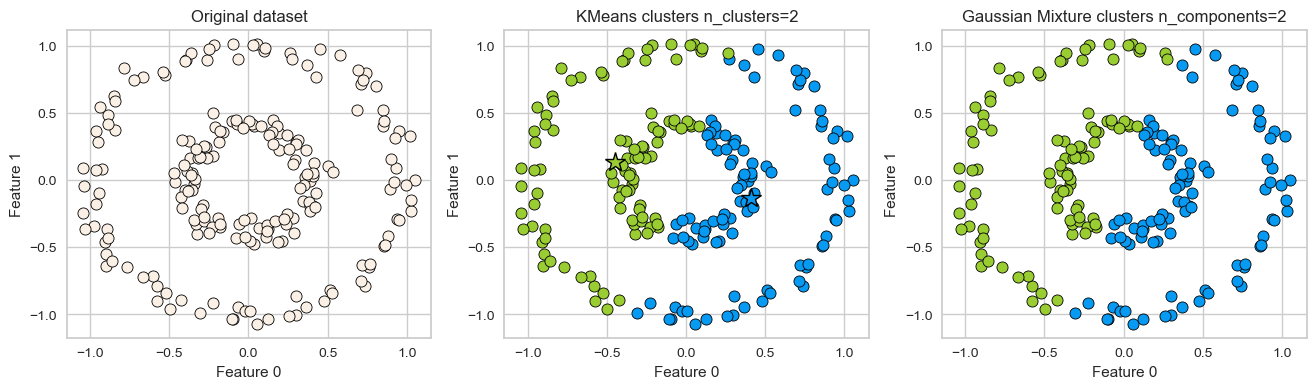 Original dataset
1.0
0.5
0.0
−0.5
−1.0
Feature 1
−1.0 −0.5 0.0 0.5 1.0
Feature 0
KMeans clusters n_clusters=2
1.0
0.5
0.0
−0.5
−1.0
Feature 1
−1.0 −0.5 0.0 0.5 1.0
Feature 0
Gaussian Mixture clusters n_components=2
1.0
0.5
0.0
−0.5
−1.0
Feature 1
−1.0 −0.5 0.0 0.5 1.0
Feature 0